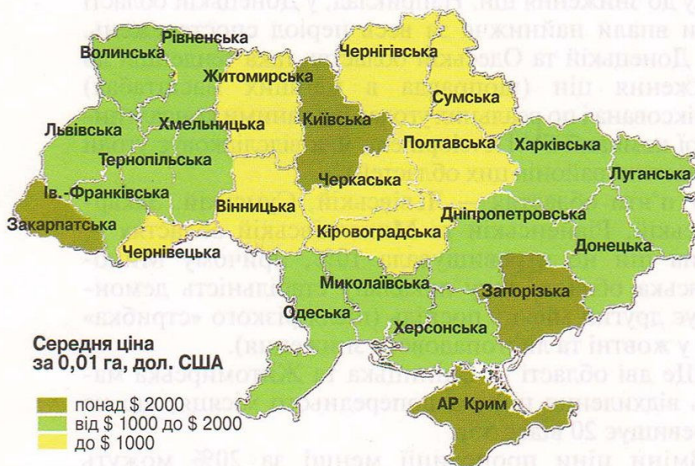 Волинська
Рівненська
Чернігівська
Житомирська
Сумська
Київська
Львівська
Хмельницька
Полтавська
Харківська
Тернопільська
Луганська
Черкаська
Ів.-Франківська
Вінницька
Дніпропетровська
Закарпатська
Кіровоградська
Чернівецька
Донецька
Миколаївська
Запорізька
Одеська
Херсонська
АР Крим
Середня ціна
за 0,01 га, дол. США
понад $ 2000
від $ 1000 до $ 2000
до $ 1000